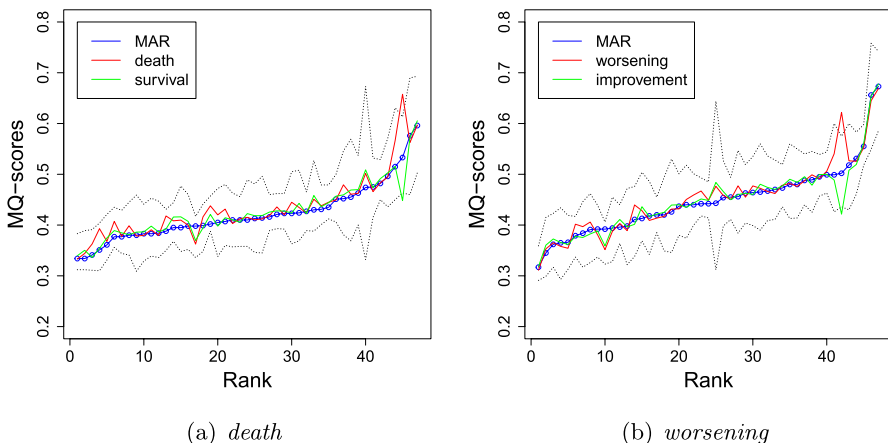 MAR
death
survival
MQ−scores
0.8
0.7
0.6
0.5
0.4
0.3
0.2
0 10 20 30 40
Rank
(a) death
MAR
worsening
improvement
MQ−scores
0.8
0.7
0.6
0.5
0.4
0.3
0.2
0 10 20 30 40
Rank
(b) worsening